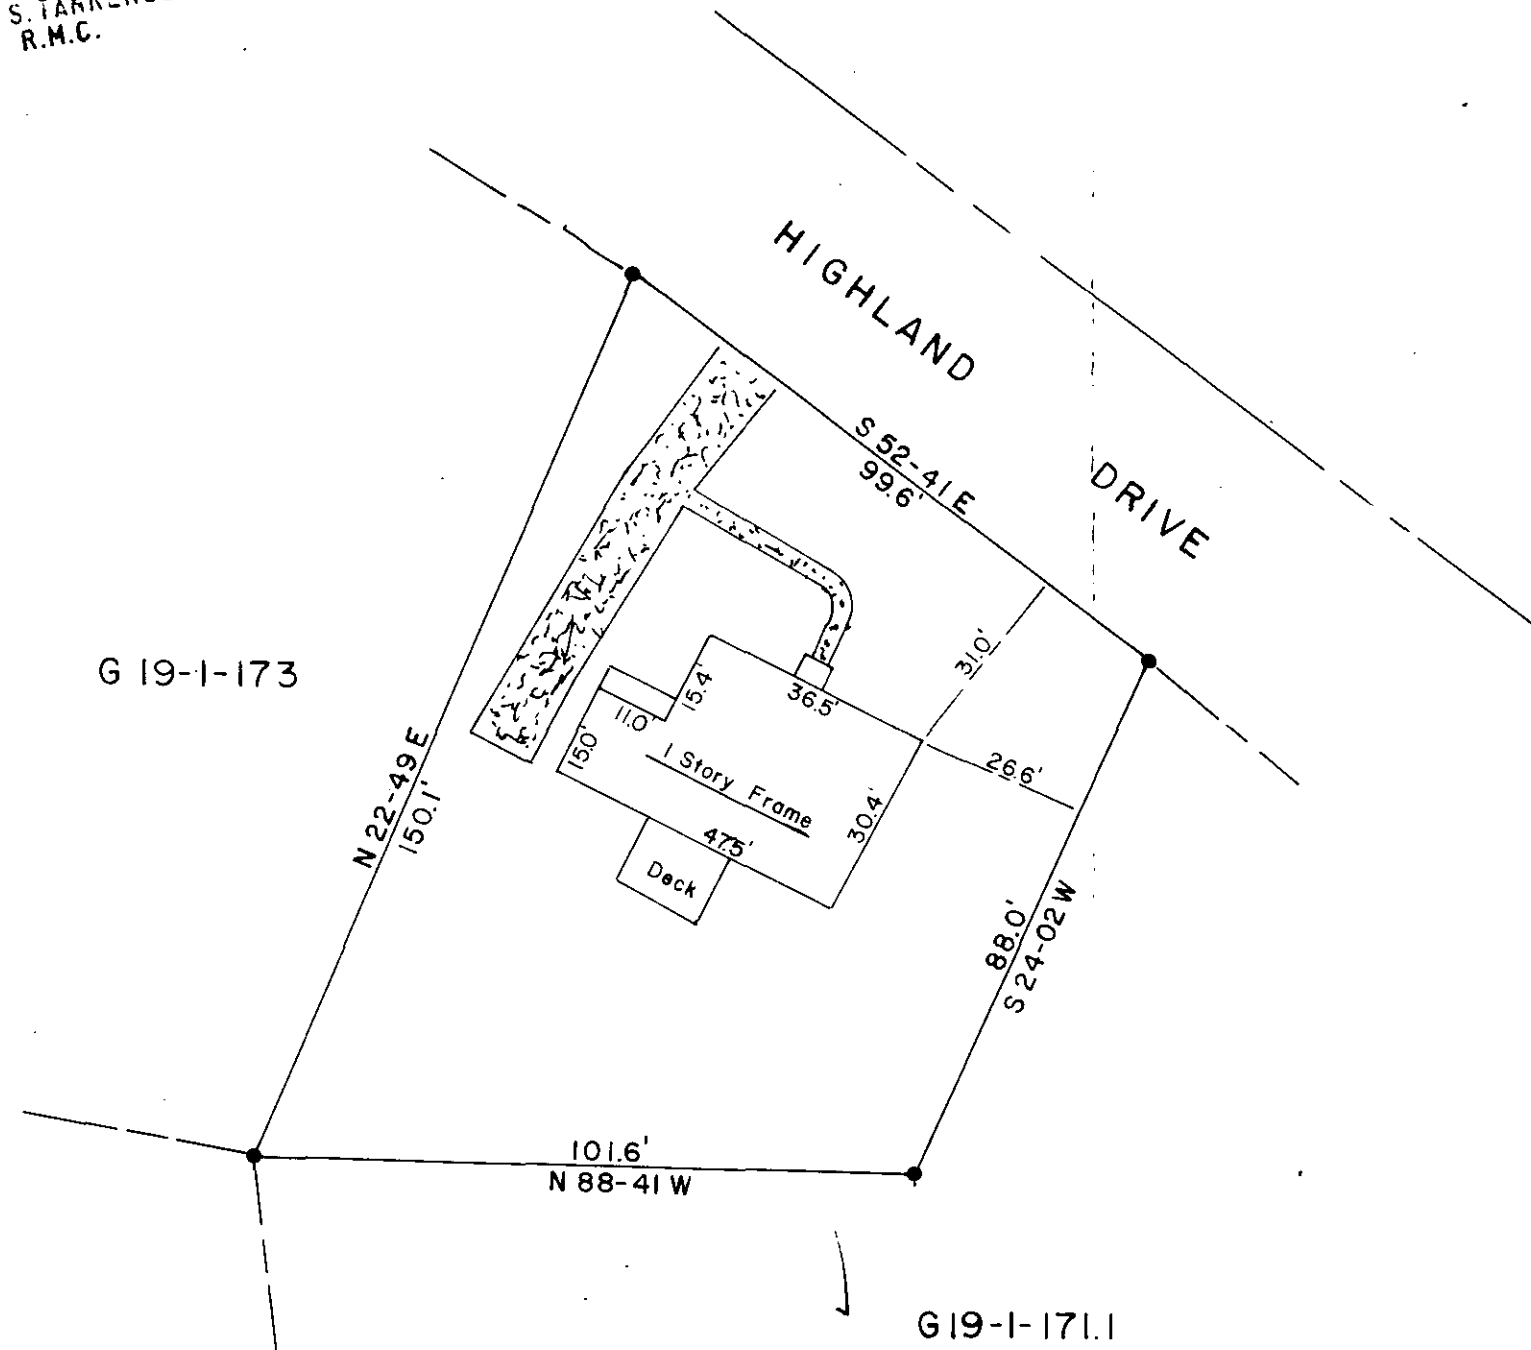 R.M.C.
HIGHLAND
DRIVE
S 52-41 E
99.6'
31.0'
G 19-1-173
15.4'
36.5'
11.0'
15.0'
1 Story Frame
26.6'
30.4'
47.5'
Deck
N 22-49 E
150.1'
88.0'
S 24-02 W
101.6'
N 88-41 W
G 19-1-171.1